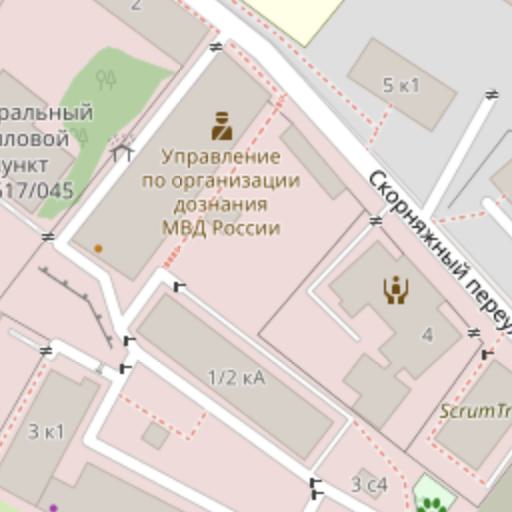 2
5 к1
ральный
пловой
ункт
517/045
Управление
по организации
дознания
МВД России
Скорняжный переу
4
1/2 кА
ScrumTr
3 к1
3 с4